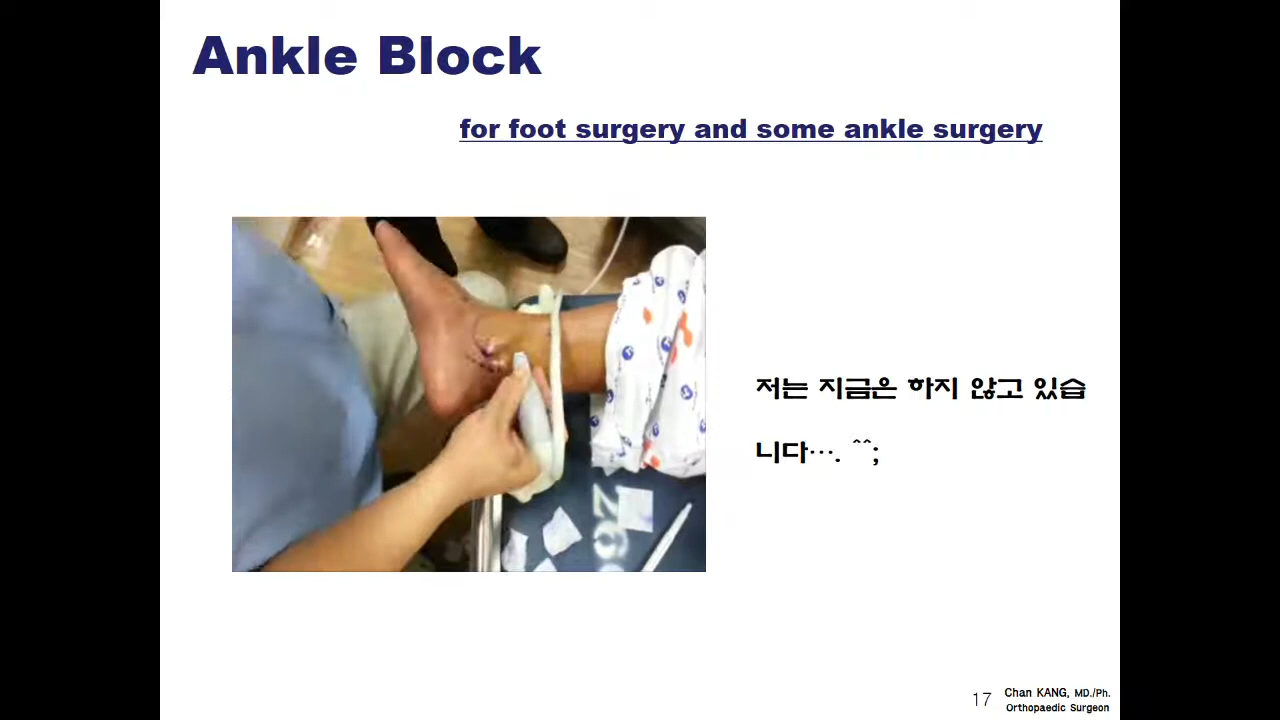 Ankle Block
for foot surgery and some ankle surgery
저는 지금은 하지 않고 있습
니다…. ^^;
17
Chan KANG, MD./Ph.
Orthopaedic Surgeon